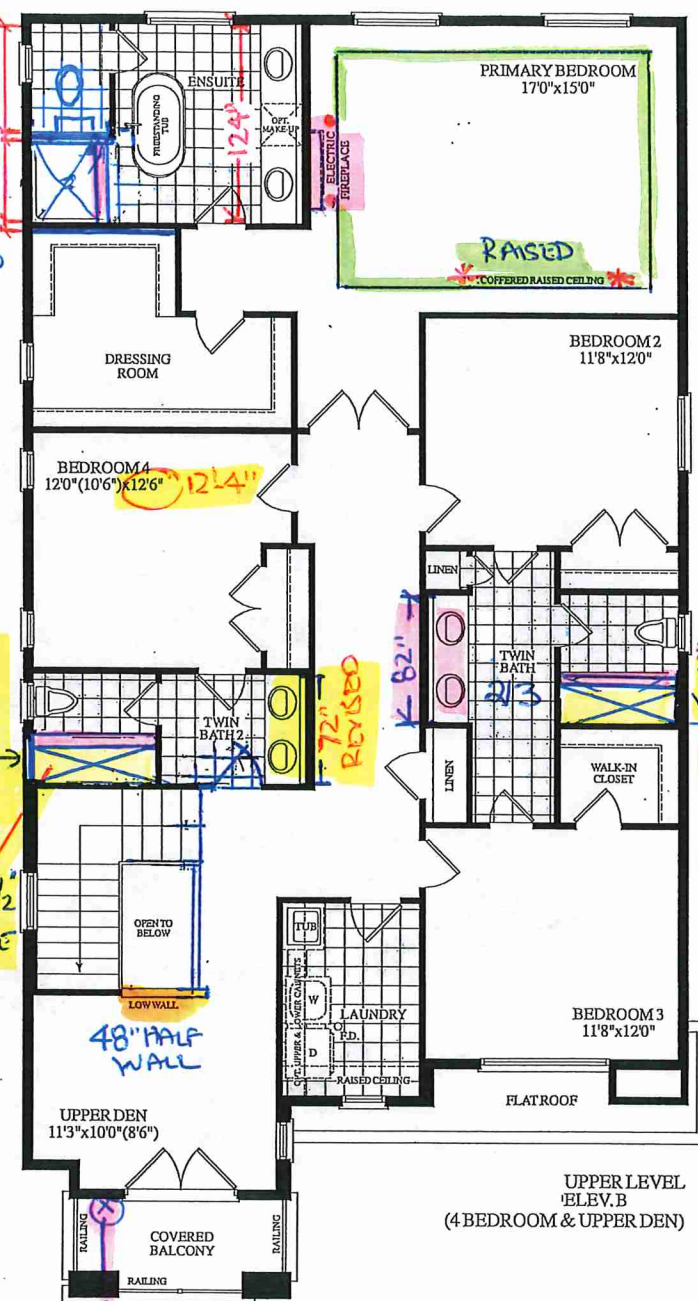 ENSUITE
FREESTANDING
TUB
124"
OPT.
MAKE-UP
ELECTRIC
FIREPLACE
PRIMARY BEDROOM
17'0"x15'0"
RAISED
COFFERED RAISED CEILING
DRESSING
ROOM
BEDROOM 2
11'8"x12'0"
BEDROOM 4
12'0"(10'6")x12'6"
12'-4"
LINEN
TWIN
BATH
2/3
82"
TWIN
BATH 2
72"
REVISED
LINEN
WALK-IN
CLOSET
OPEN TO
BELOW
LOW WALL
48" HALF
WALL
TUB
W
D
OPT. UPPER & LOWER CABINETS
LAUNDRY
F.D.
RAISED CEILING
BEDROOM 3
11'8"x12'0"
FLAT ROOF
UPPER DEN
11'3"x10'0"(8'6")
RAILING
COVERED
BALCONY
RAILING
RAILING
UPPER LEVEL
ELEV. B
(4 BEDROOM & UPPER DEN)